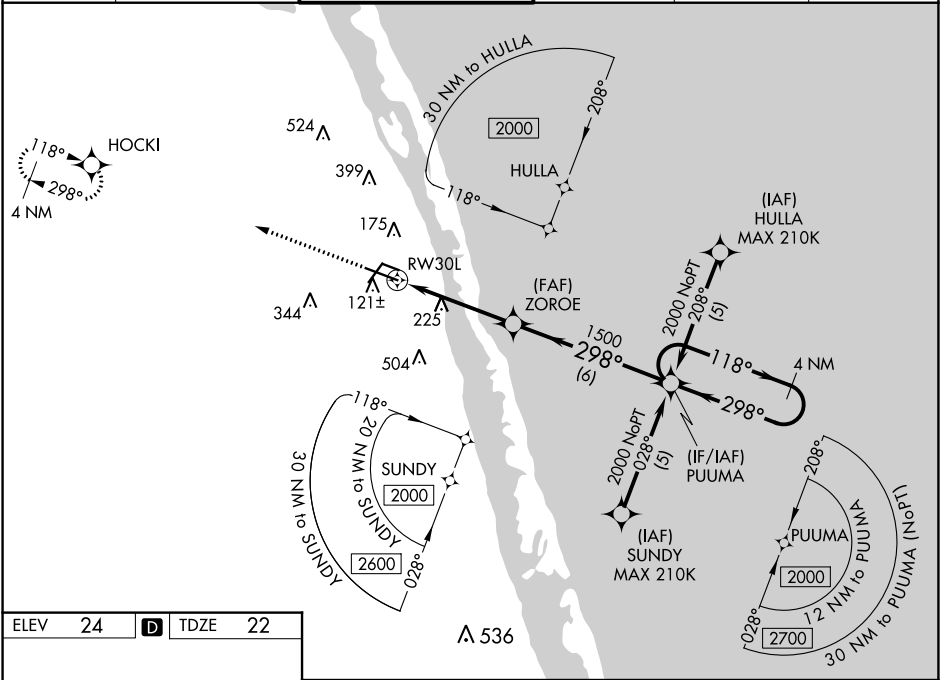 30 NM to HULLA
208°
2000
HULLA
118°
524
399
175
118°
HOCKI
298°
4 NM
(IAF)
HULLA
MAX 210K
RW30L
(FAF)
ZOROE
2000 NoPT
208°
(5)
344
121±
225
1500
298°
(6)
118°
4 NM
298°
504
2000 NoPT
028°
(5)
(IF/IAF)
PUUMA
(IAF)
SUNDY
MAX 210K
118°
30 NM to SUNDY
20 NM to SUNDY
SUNDY
2000
2600
028°
208°
PUUMA
2000
12 NM to PUUMA
30 NM to PUUMA (NoPT)
028°
2700
ELEV 24 D TDZE 22
536